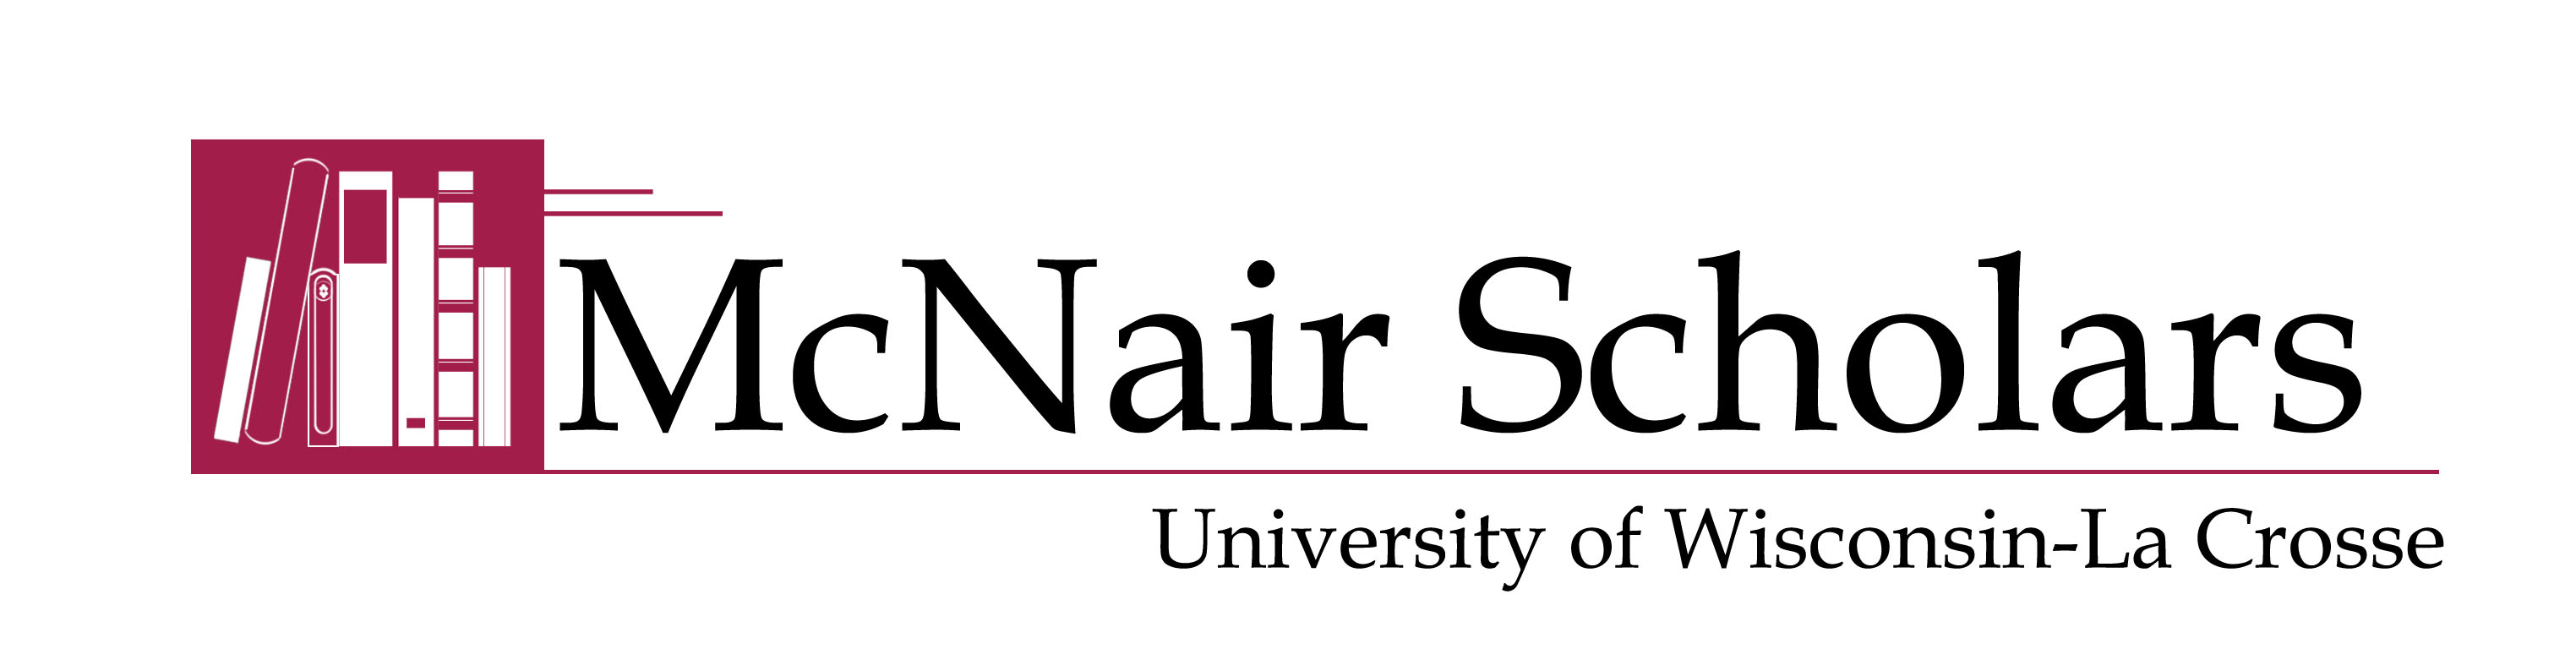 McNair Scholars
University of Wisconsin-La Crosse